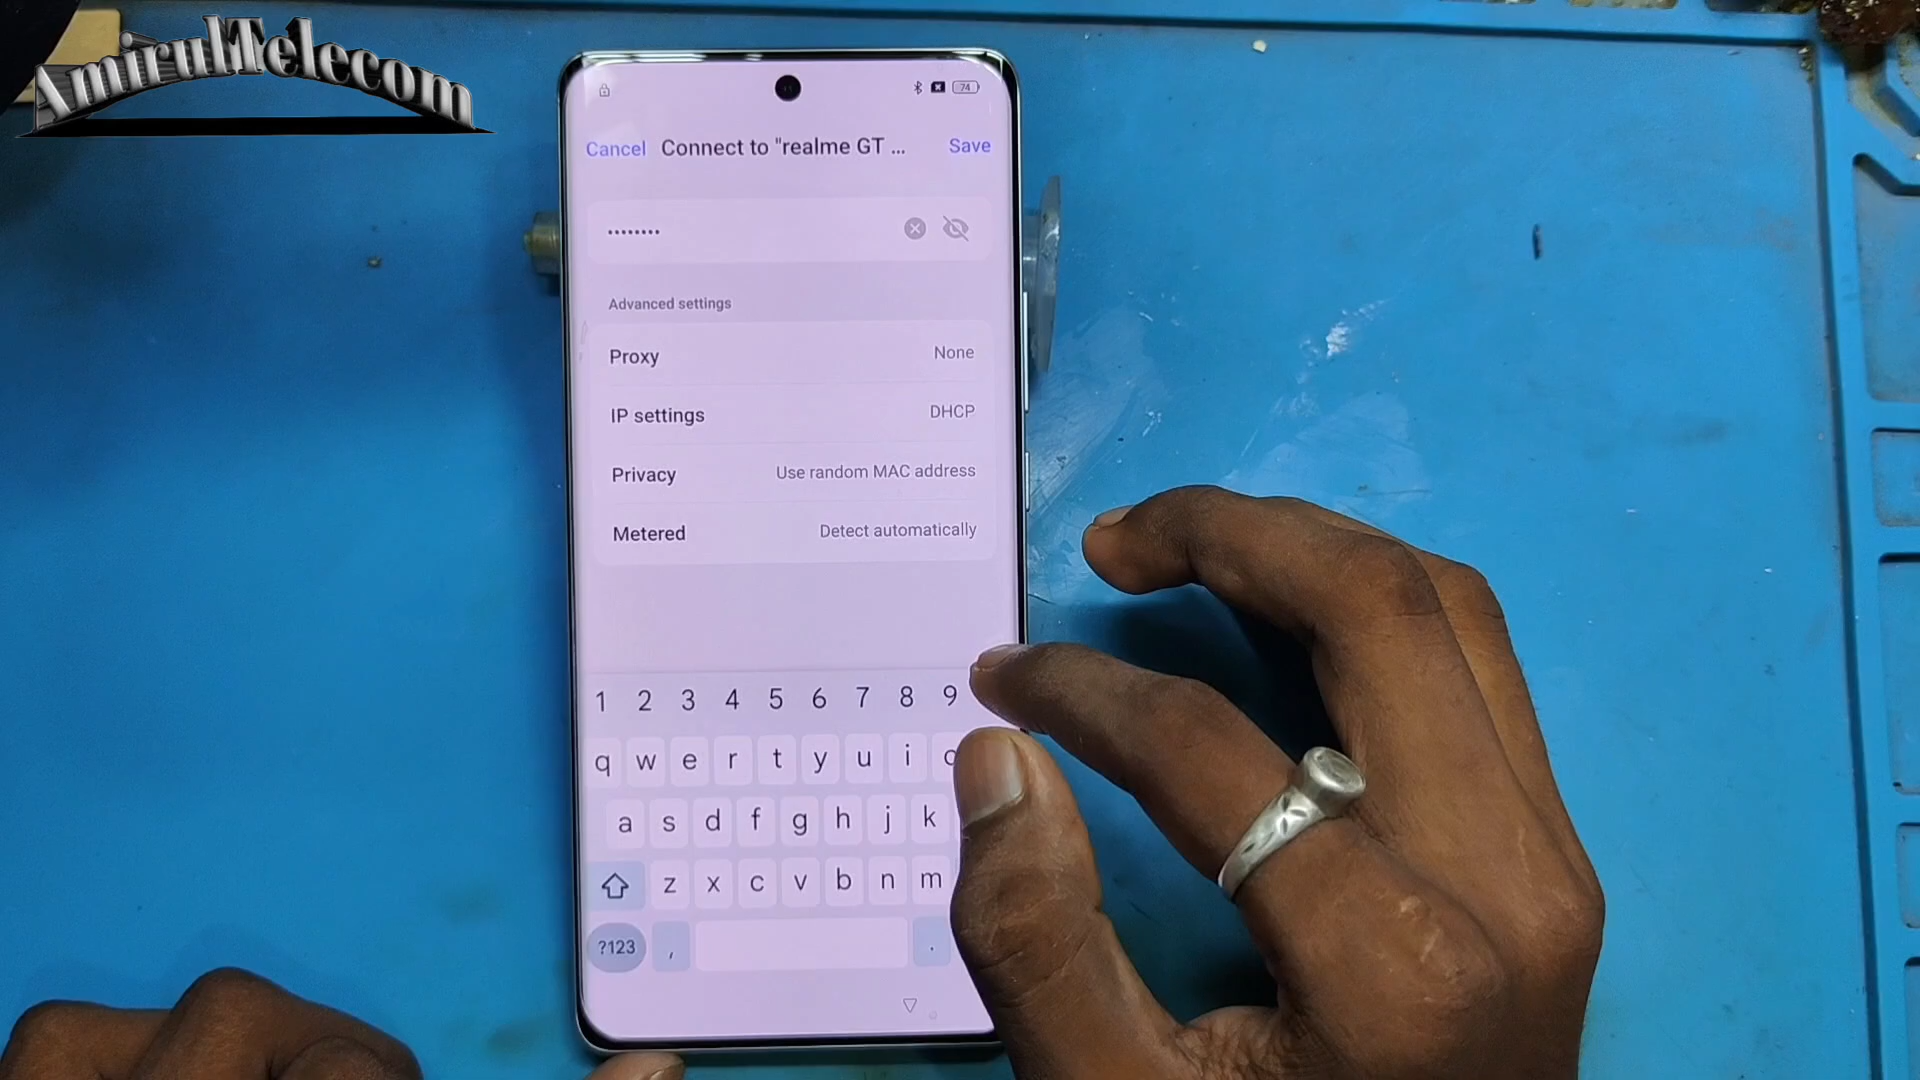 AmirulTelecom
74
Cancel Connect to "realme GT ... Save
••••••••
Advanced settings
Proxy None
IP settings DHCP
Privacy Use random MAC address
Metered Detect automatically
1 2 3 4 5 6 7 8 9
q w e r t y u i
a s d f g h j k
z x c v b n m
?123 , .